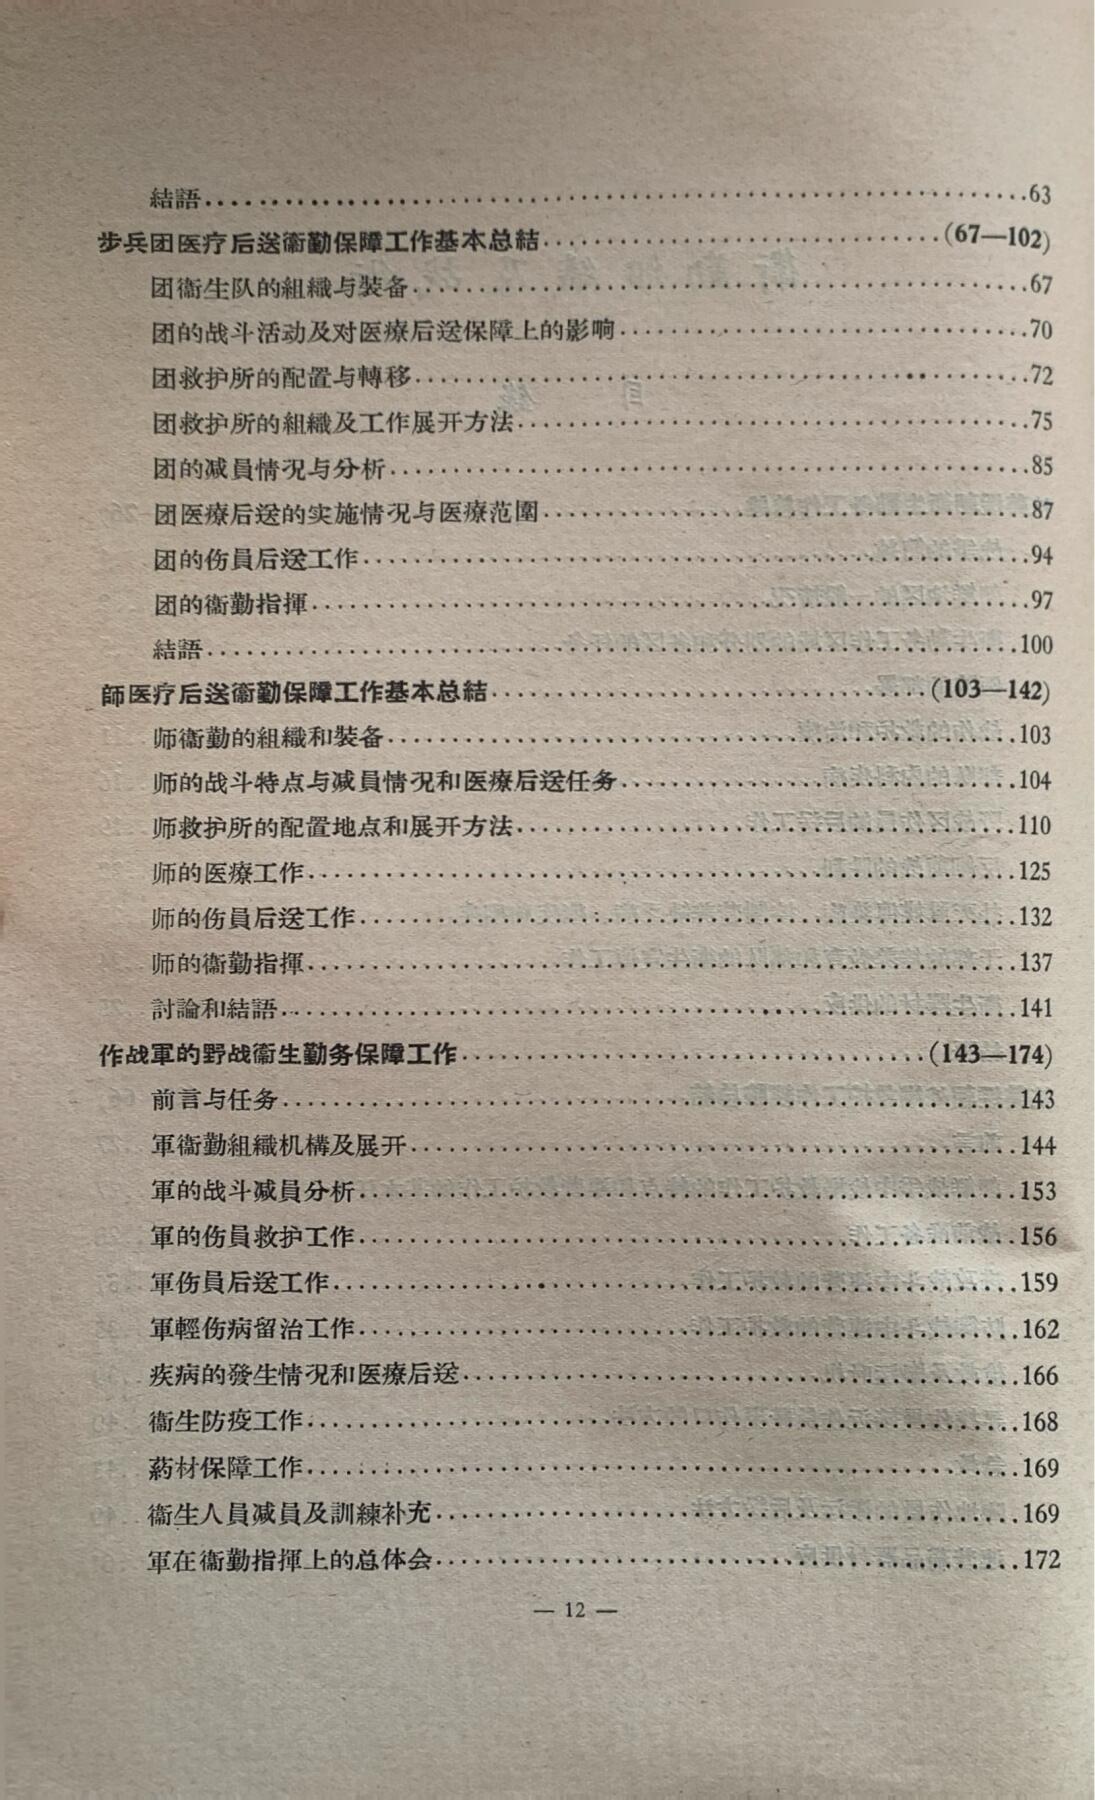 結語........................63
步兵团医疗后送衞勤保障工作基本总結........................(67—102)
团衞生队的組織与裝备........................67
团的战斗活动及对医療后送保障上的影响........................70
团救护所的配置与轉移........................72
团救护所的組織及工作展开方法........................75
团的减員情况与分析........................85
团医療后送的实施情况与医療范圍........................87
团的伤員后送工作........................94
团的衞勤指揮........................97
結語........................100
師医疗后送衞勤保障工作基本总結........................(103—142)
师衞勤的組織和裝备........................103
师的战斗特点与减員情况和医療后送任务........................104
师救护所的配置地点和展开方法........................110
师的医療工作........................125
师的伤員后送工作........................132
师的衞勤指揮........................137
討論和結語........................141
作战軍的野战衞生勤务保障工作........................(143—174)
前言与任务........................143
軍衞勤組織机構及展开........................144
軍的战斗减員分析........................153
軍的伤員救护工作........................156
軍伤員后送工作........................159
軍輕伤病留治工作........................162
疾病的發生情况和医療后送........................166
衞生防疫工作........................168
葯材保障工作........................169
衞生人員减員及訓練补充........................169
軍在衞勤指揮上的总体会........................172
— 12 —